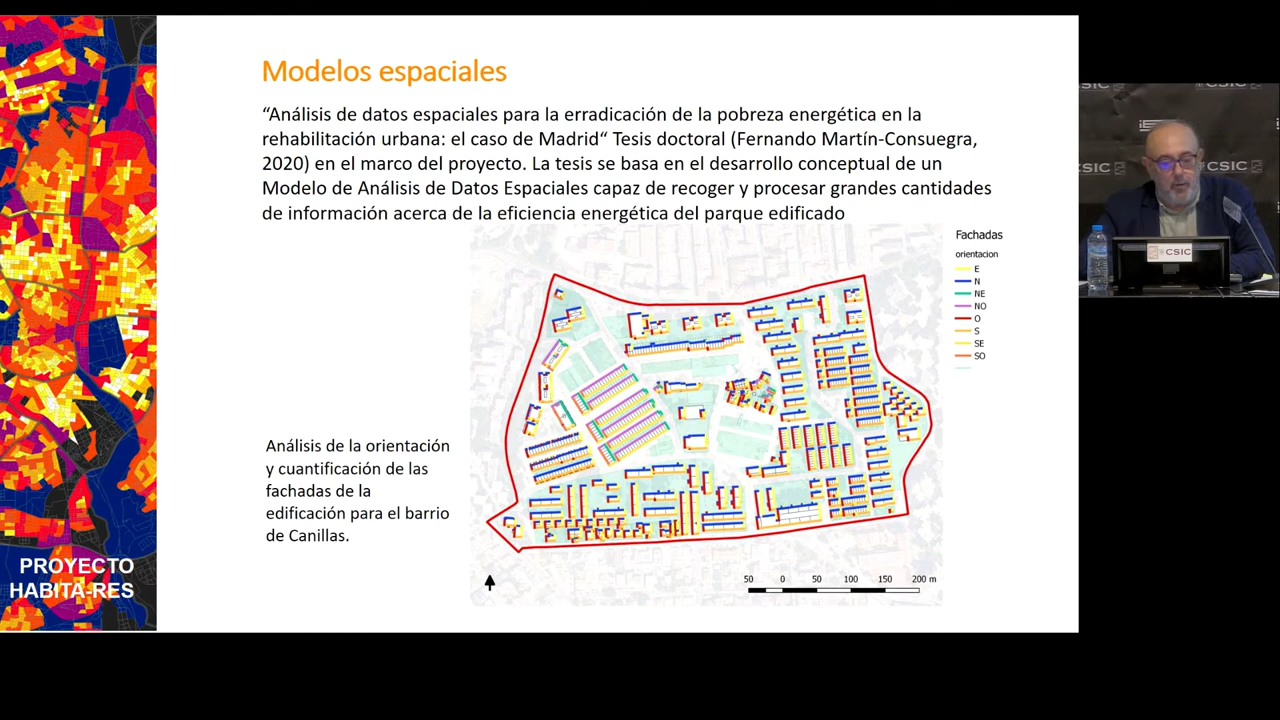 Modelos espaciales
“Análisis de datos espaciales para la erradicación de la pobreza energética en la
rehabilitación urbana: el caso de Madrid“ Tesis doctoral (Fernando Martín-Consuegra,
2020) en el marco del proyecto. La tesis se basa en el desarrollo conceptual de un
Modelo de Análisis de Datos Espaciales capaz de recoger y procesar grandes cantidades
de información acerca de la eficiencia energética del parque edificado
Fachadas
orientacion
E
N
NE
NO
O
S
SE
SO
Análisis de la orientación
y cuantificación de las
fachadas de la
edificación para el barrio
de Canillas.
50 0 50 100 150 200 m
PROYECTO
HABITA-RES
CSIC
CSIC
CSIC
CSIC